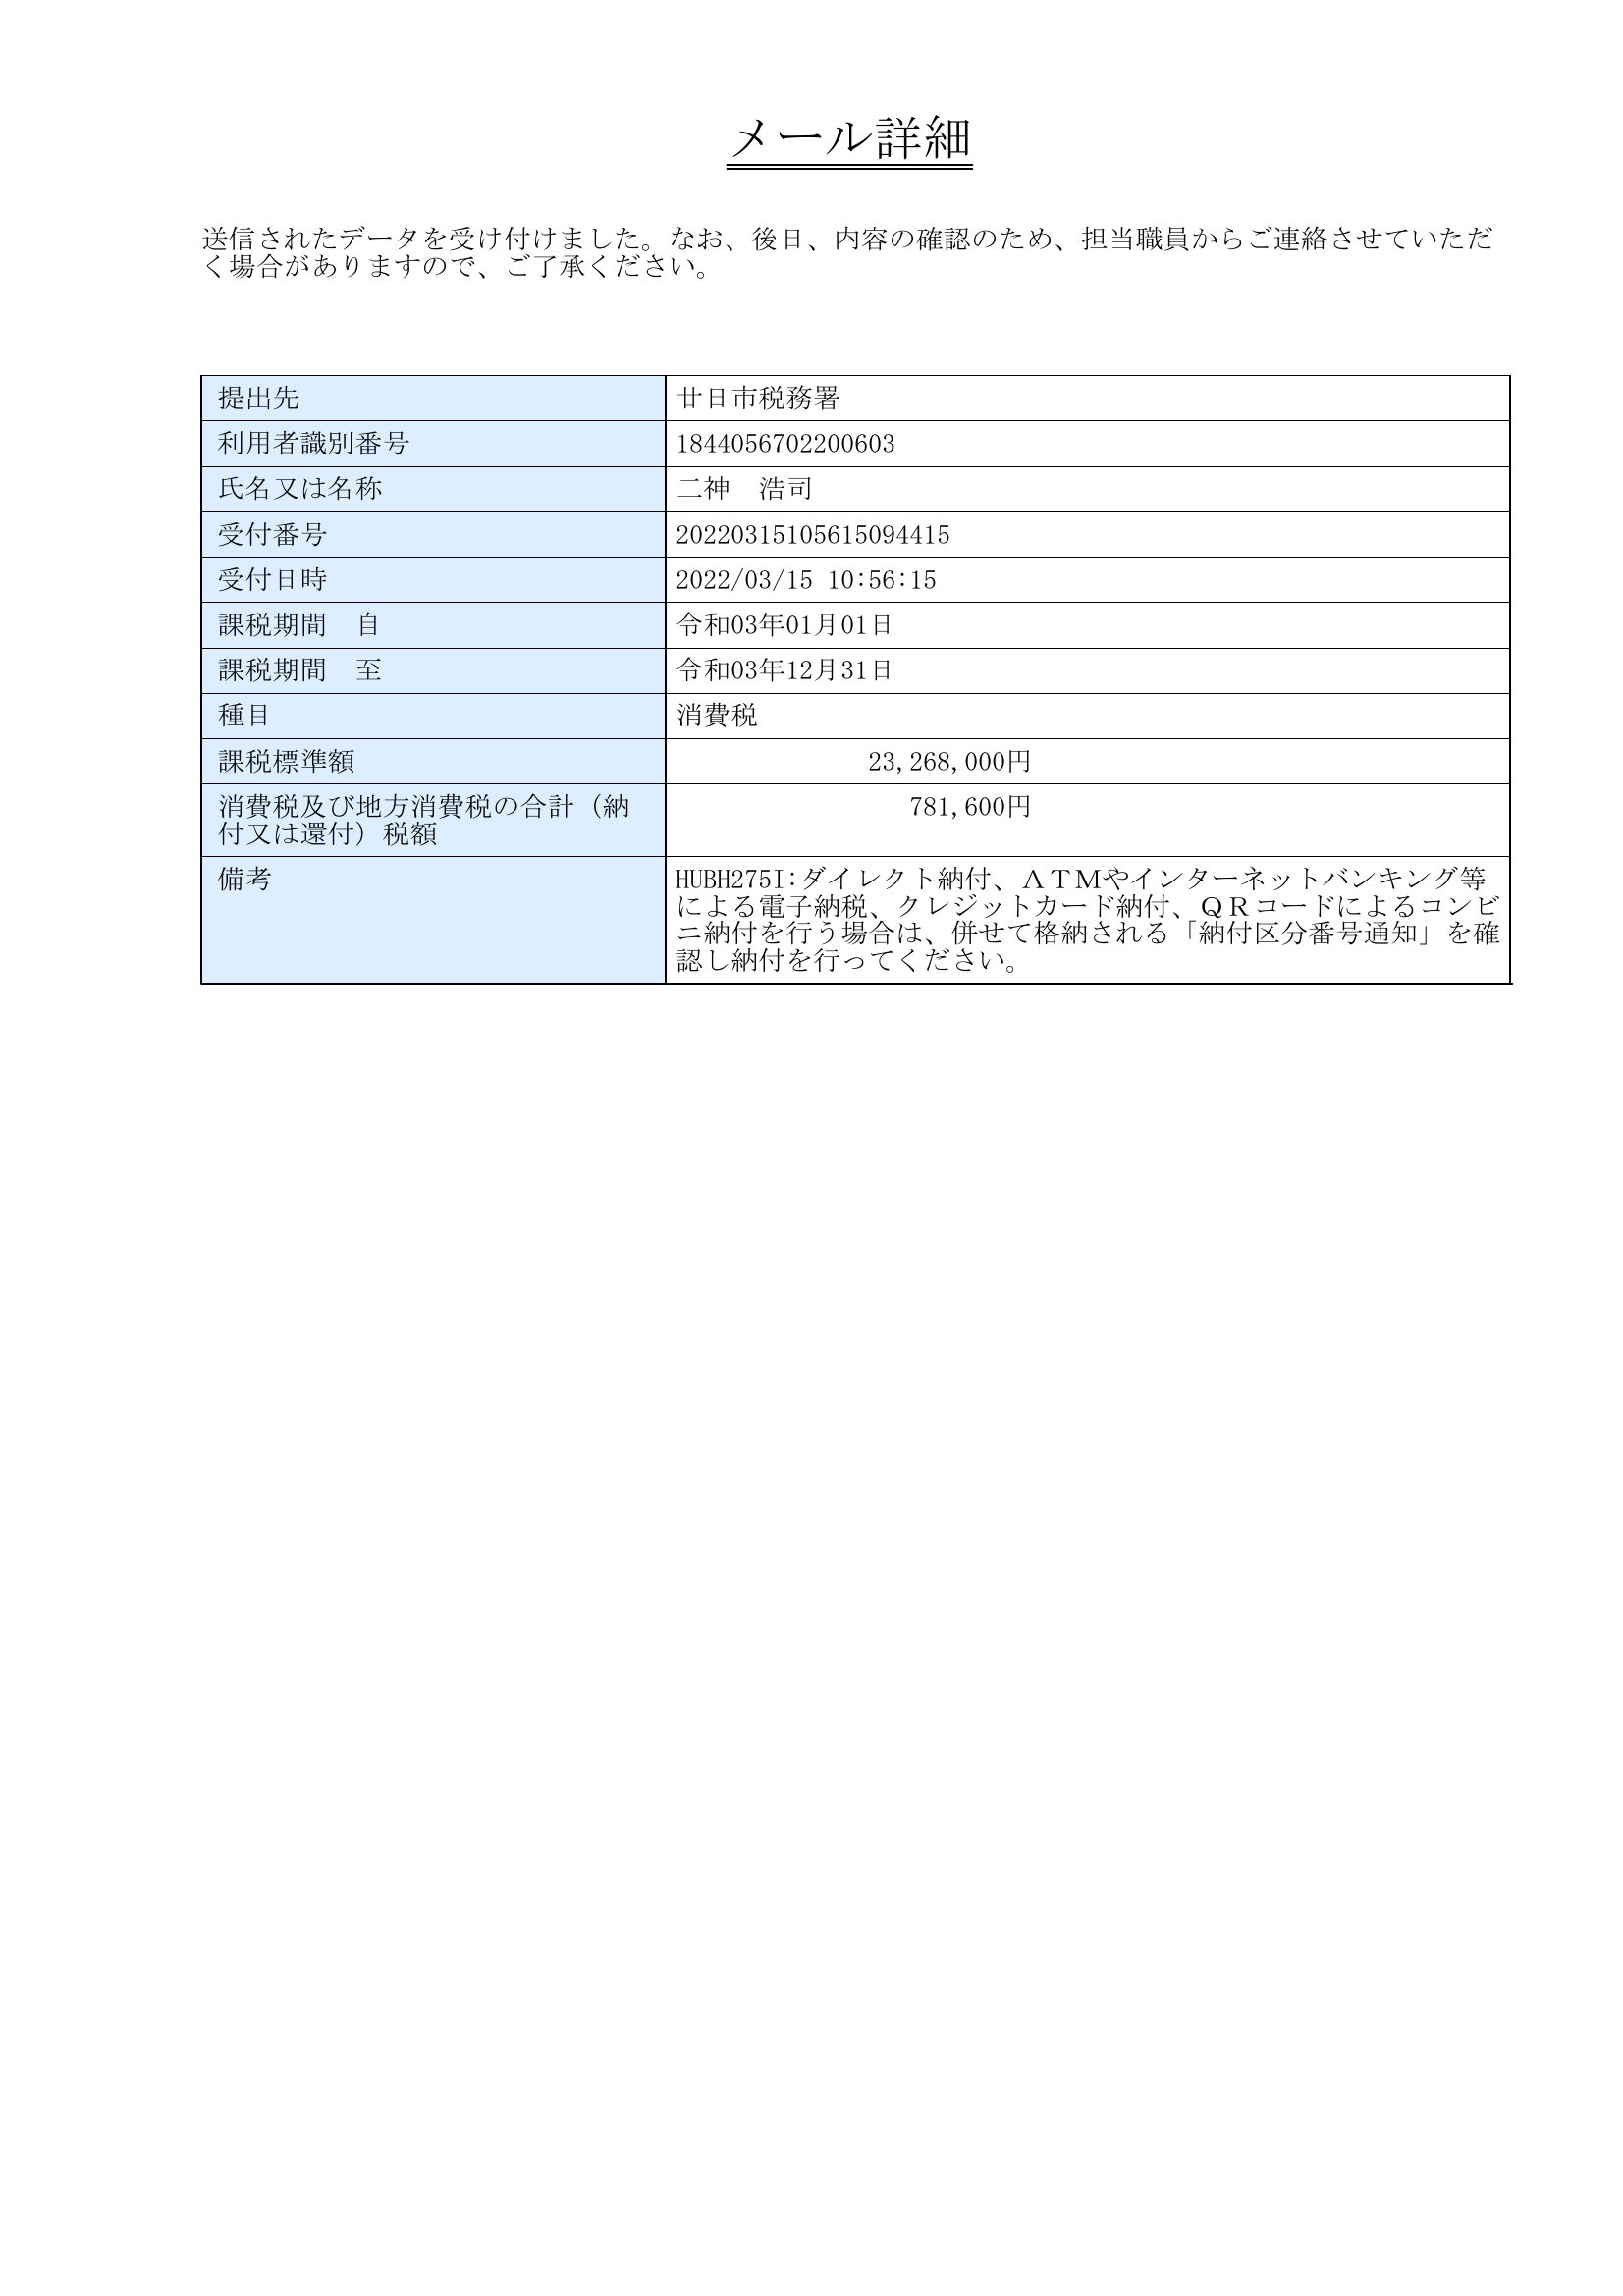 メール詳細
送信されたデータを受け付けました。なお、後日、内容の確認のため、担当職員からご連絡させていただ
く場合がありますので、ご了承ください。
提出先 廿日市税務署
利用者識別番号 1844056702200603
氏名又は名称 二神　浩司
受付番号 20220315105615094415
受付日時 2022/03/15 10:56:15
課税期間　自 令和03年01月01日
課税期間　至 令和03年12月31日
種目 消費税
課税標準額 23,268,000円
消費税及び地方消費税の合計（納 781,600円
付又は還付）税額
備考 HUBH275I:ダイレクト納付、ＡＴＭやインターネットバンキング等
による電子納税、クレジットカード納付、ＱＲコードによるコンビ
ニ納付を行う場合は、併せて格納される「納付区分番号通知」を確
認し納付を行ってください。